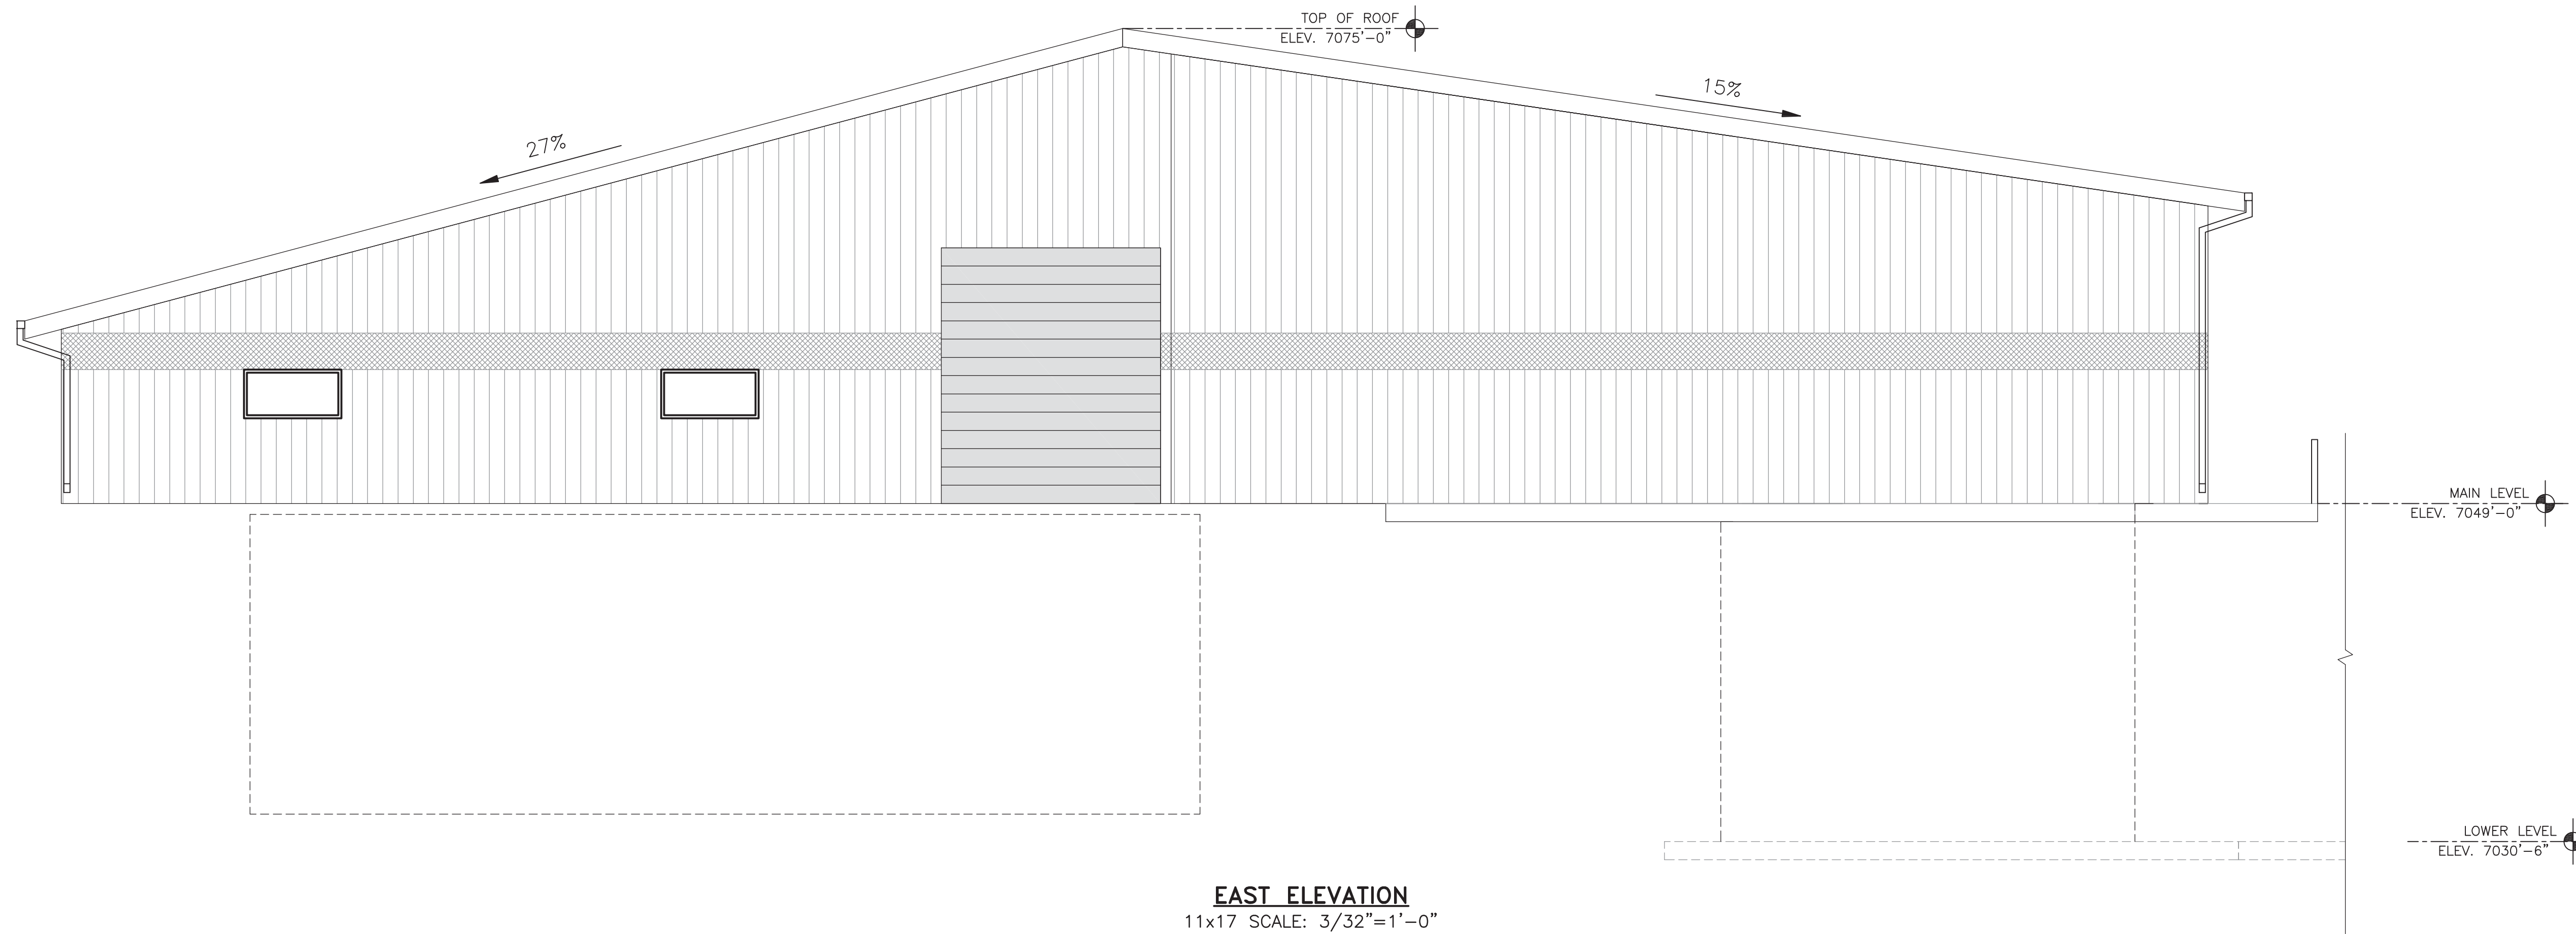 TOP OF ROOF
ELEV. 7075'-0"
15%
27%
MAIN LEVEL
ELEV. 7049'-0"
LOWER LEVEL
ELEV. 7030'-6"
EAST ELEVATION
11x17 SCALE: 3/32"=1'-0"